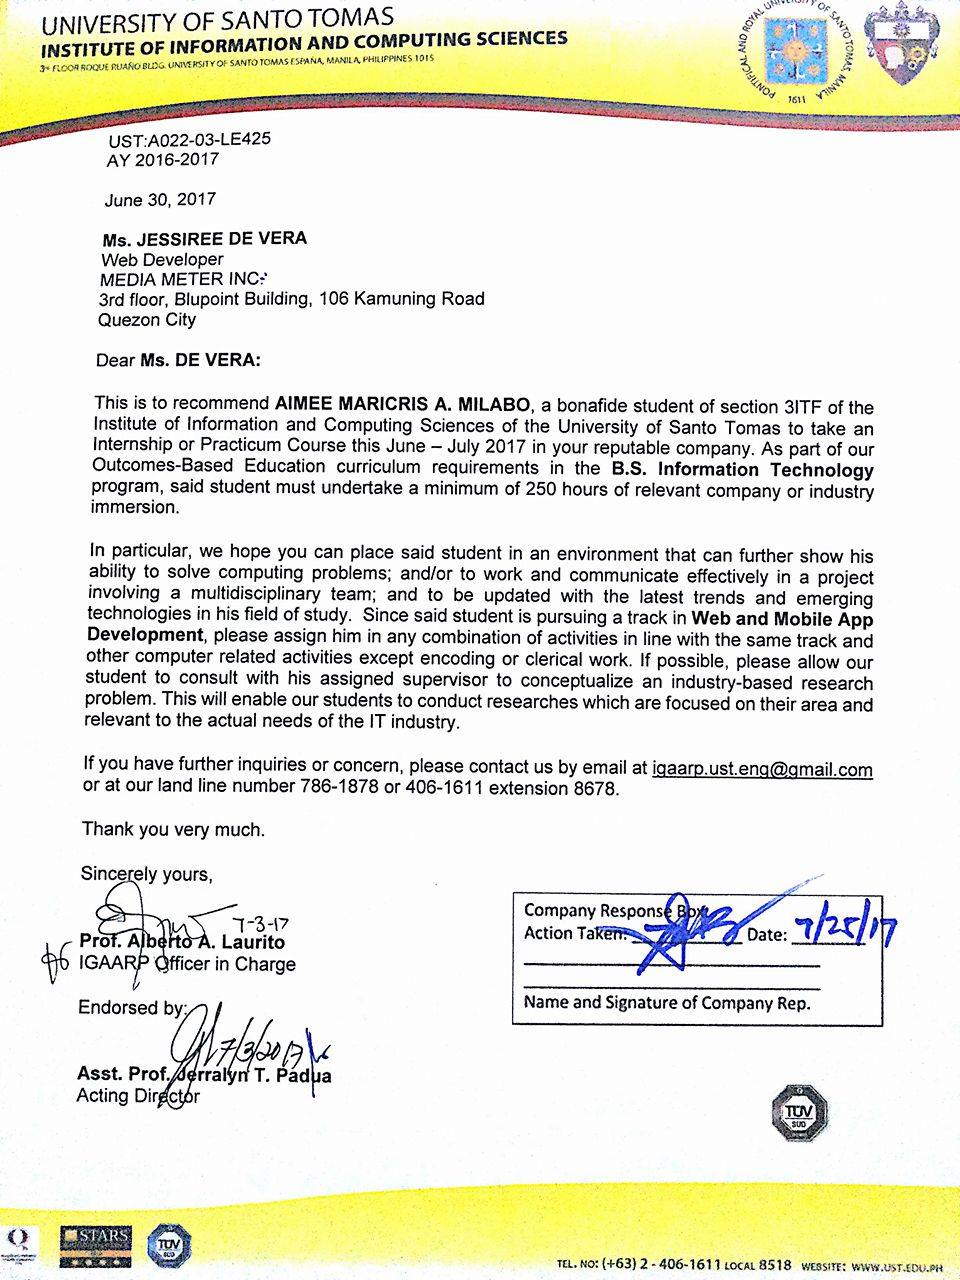 UNIVERSITY OF SANTO TOMAS
INSTITUTE OF INFORMATION AND COMPUTING SCIENCES
3RD FLOOR ROQUE RUAÑO BLDG. UNIVERSITY OF SANTO TOMAS ESPAÑA, MANILA, PHILIPPINES 1015
PONTIFICAL AND ROYAL UNIVERSITY OF SANTO TOMAS, MANILA
1611
UST:A022-03-LE425
AY 2016-2017
June 30, 2017
Ms. JESSIREE DE VERA
Web Developer
MEDIA METER INC.
3rd floor, Blupoint Building, 106 Kamuning Road
Quezon City
Dear Ms. DE VERA:
This is to recommend AIMEE MARICRIS A. MILABO, a bonafide student of section 3ITF of the
Institute of Information and Computing Sciences of the University of Santo Tomas to take an
Internship or Practicum Course this June – July 2017 in your reputable company. As part of our
Outcomes-Based Education curriculum requirements in the B.S. Information Technology
program, said student must undertake a minimum of 250 hours of relevant company or industry
immersion.
In particular, we hope you can place said student in an environment that can further show his
ability to solve computing problems; and/or to work and communicate effectively in a project
involving a multidisciplinary team; and to be updated with the latest trends and emerging
technologies in his field of study. Since said student is pursuing a track in Web and Mobile App
Development, please assign him in any combination of activities in line with the same track and
other computer related activities except encoding or clerical work. If possible, please allow our
student to consult with his assigned supervisor to conceptualize an industry-based research
problem. This will enable our students to conduct researches which are focused on their area and
relevant to the actual needs of the IT industry.
If you have further inquiries or concern, please contact us by email at igaarp.ust.eng@gmail.com
or at our land line number 786-1878 or 406-1611 extension 8678.
Thank you very much.
Sincerely yours,
7-3-17
Prof. Alberto A. Laurito
IGAARP Officer in Charge
Company Response Box
Action Taken: Date: 7/25/17
Name and Signature of Company Rep.
Endorsed by:
7/3/2017
Asst. Prof. Jerralyn T. Padua
Acting Director
TÜV
SUD
Q STARS TÜV
SUD
TEL. NO: (+63) 2 - 406-1611 LOCAL 8518 WEBSITE: WWW.UST.EDU.PH